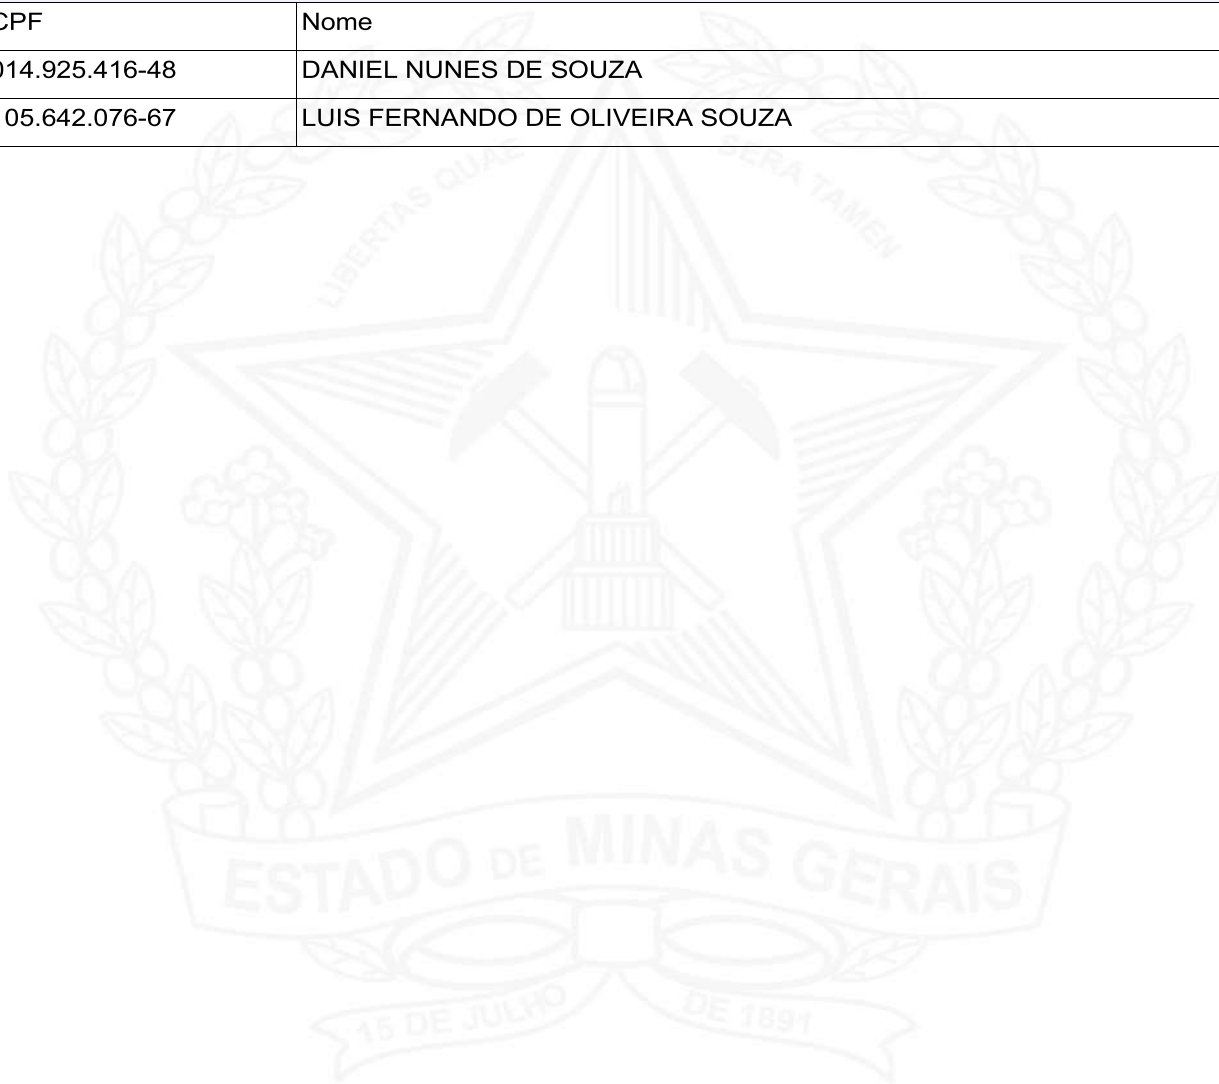 CPF Nome
014.925.416-48 DANIEL NUNES DE SOUZA
05.642.076-67 LUIS FERNANDO DE OLIVEIRA SOUZA
LIBERTAS QUAE SERA TAMEN
ESTADO DE MINAS GERAIS
15 DE JULHO DE 1891